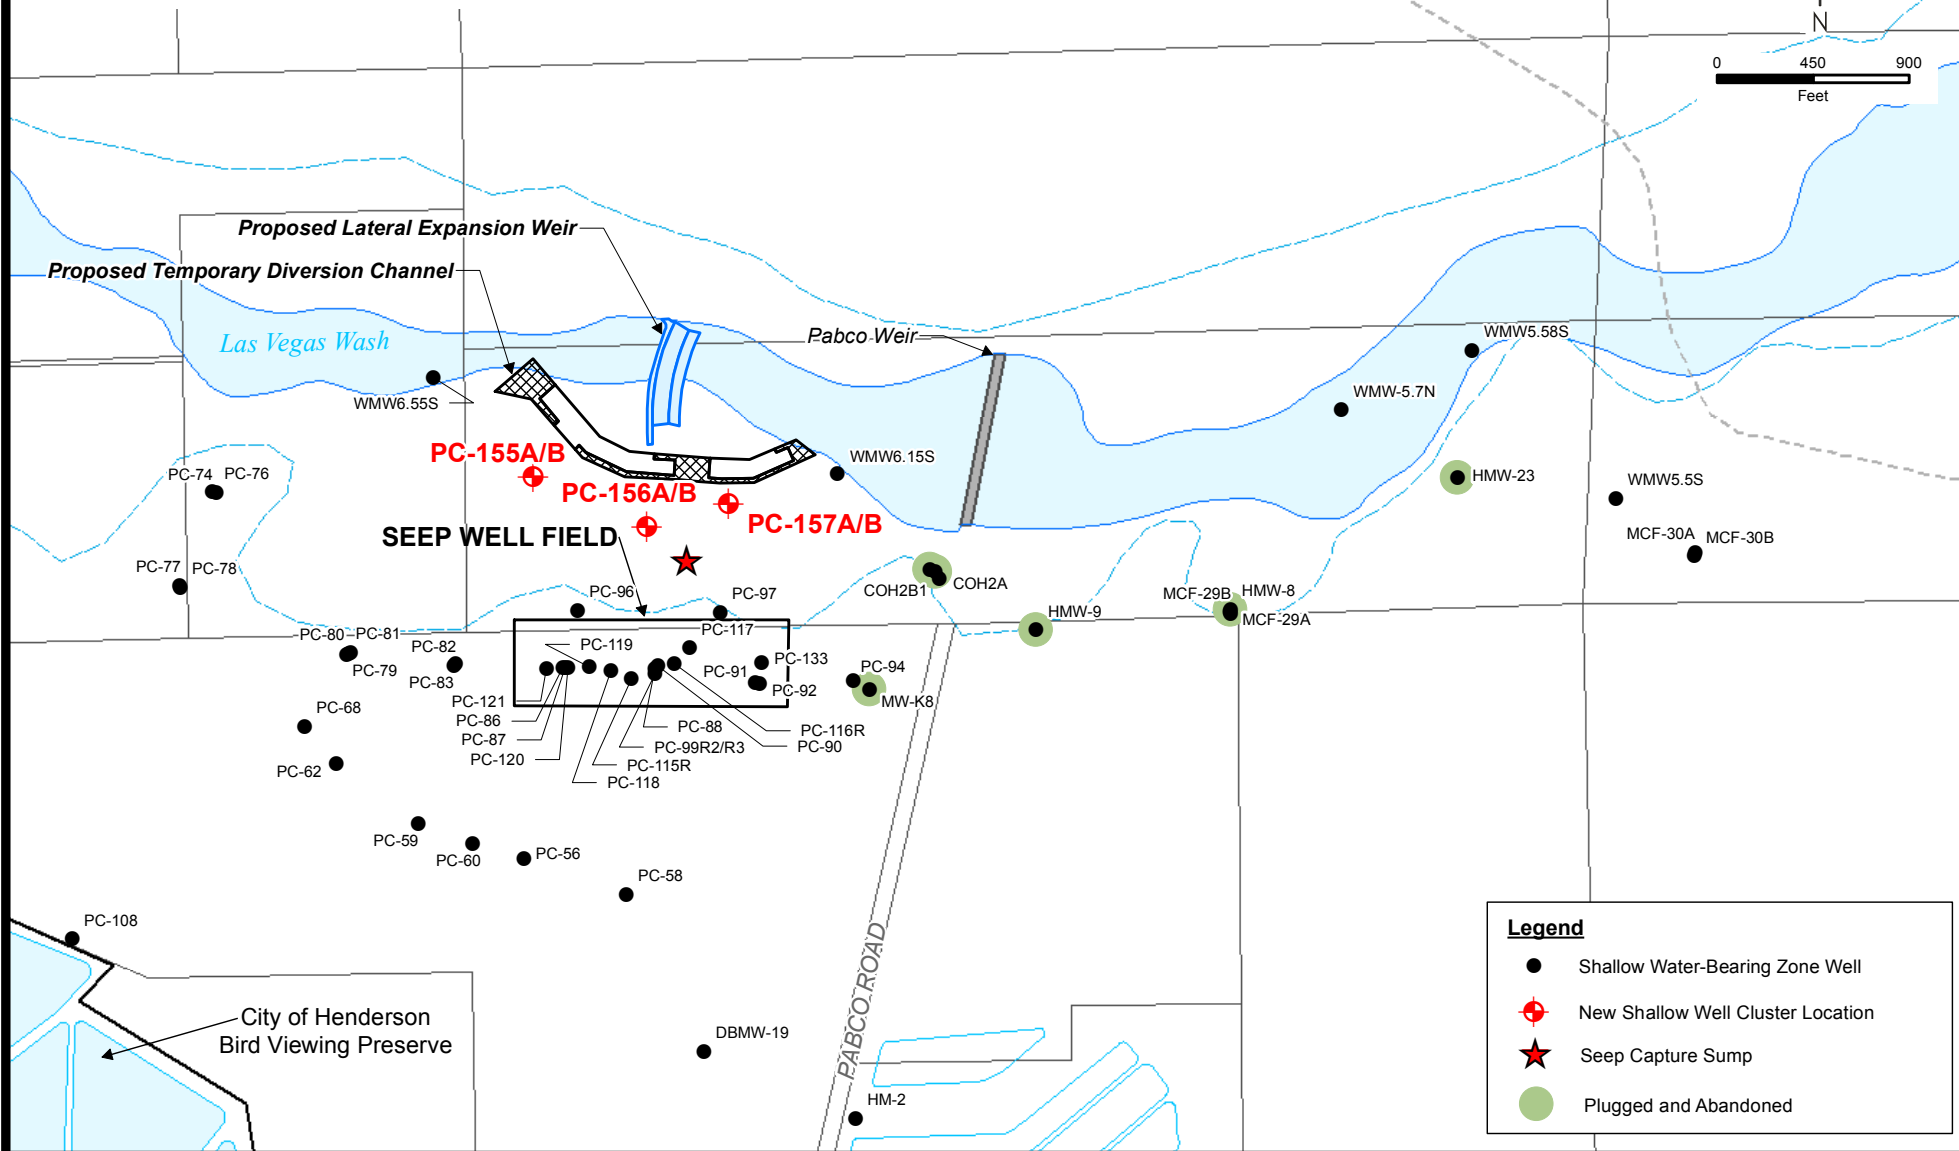 N
0 450 900
Feet
Proposed Lateral Expansion Weir
Proposed Temporary Diversion Channel
Las Vegas Wash
Pabco Weir
WMW5.58S
WMW6.55S
WMW-5.7N
PC-155A/B
WMW6.15S
PC-74
PC-76
HMW-23
WMW5.5S
PC-156A/B
PC-157A/B
SEEP WELL FIELD
MCF-30A
MCF-30B
PC-77
PC-78
COH2B1
COH2A
PC-96
PC-97
MCF-29B
HMW-8
HMW-9
MCF-29A
PC-80
PC-81
PC-117
PC-119
PC-82
PC-79
PC-83
PC-91
PC-133
PC-94
PC-92
PC-121
MW-K8
PC-68
PC-86
PC-88
PC-116R
PC-87
PC-99R2/R3
PC-90
PC-120
PC-115R
PC-62
PC-118
PC-59
PC-60
PC-56
PC-58
PC-108
PABCO ROAD
City of Henderson
Bird Viewing Preserve
DBMW-19
HM-2
Legend
Shallow Water-Bearing Zone Well
New Shallow Well Cluster Location
Seep Capture Sump
Plugged and Abandoned